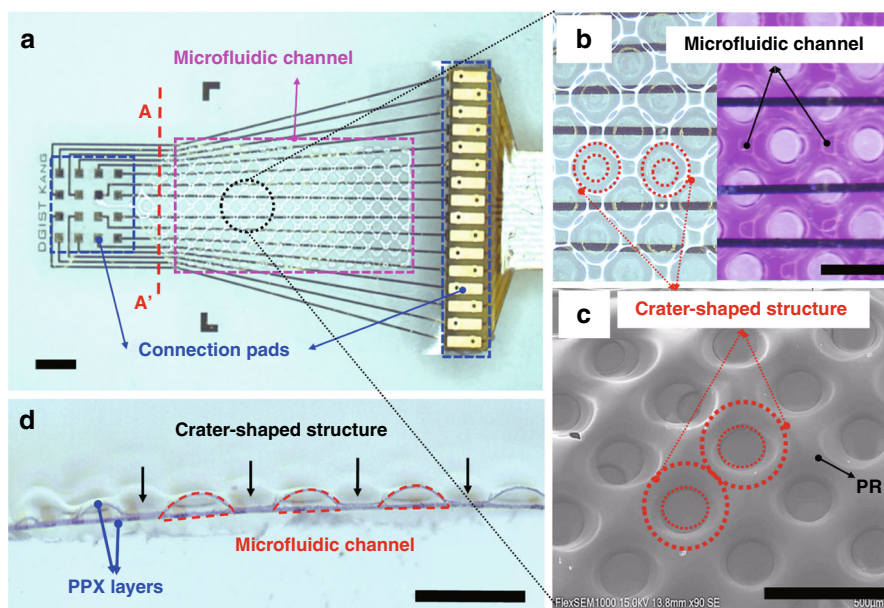 a
Microfluidic channel
A
DGIST KANG
A'
Connection pads
b
Microfluidic channel
Crater-shaped structure
c
PR
FlexSEM1000 15.0kV 13.8mm x90 SE
500µm
d
Crater-shaped structure
Microfluidic channel
PPX layers